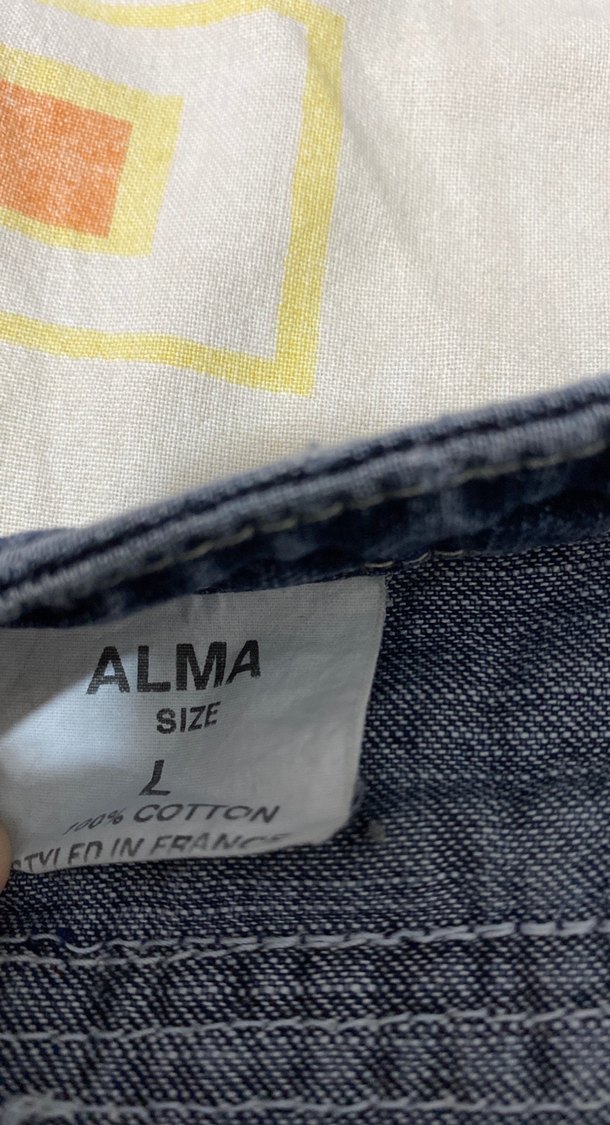 ALMA
SIZE
L
100% COTTON
STYLED IN FRANCE